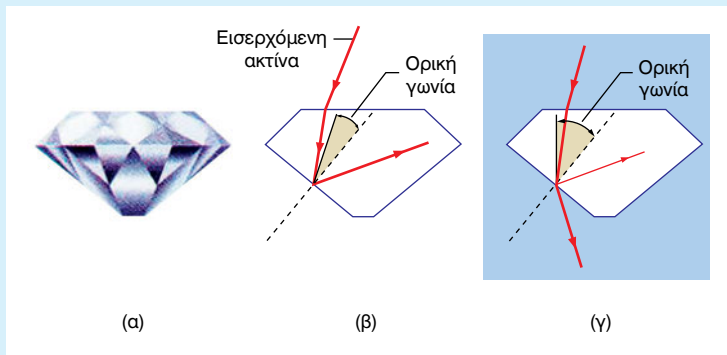 Εισερχόμενη
ακτίνα
Ορική
γωνία
Ορική
γωνία
(α)
(β)
(γ)